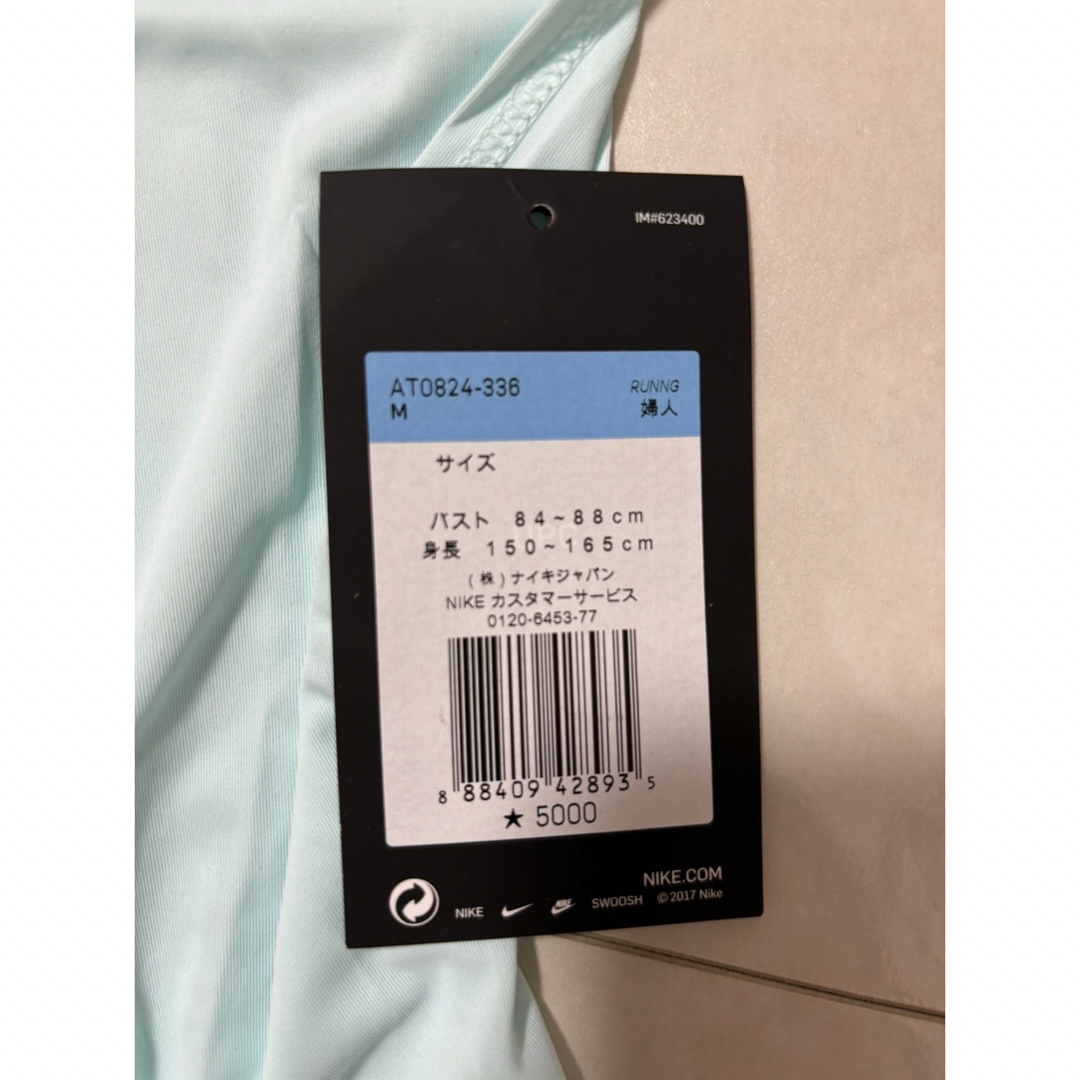 IM#623400
AT0824-336
RUNNG
M
婦人
サイズ
バスト 84~88cm
身長 150~165cm
(株)ナイキジャパン
NIKE カスタマーサービス
0120-6453-77
8 88409 42893 5
★ 5000
NIKE.COM
NIKE NIKE SWOOSH ©2017 Nike